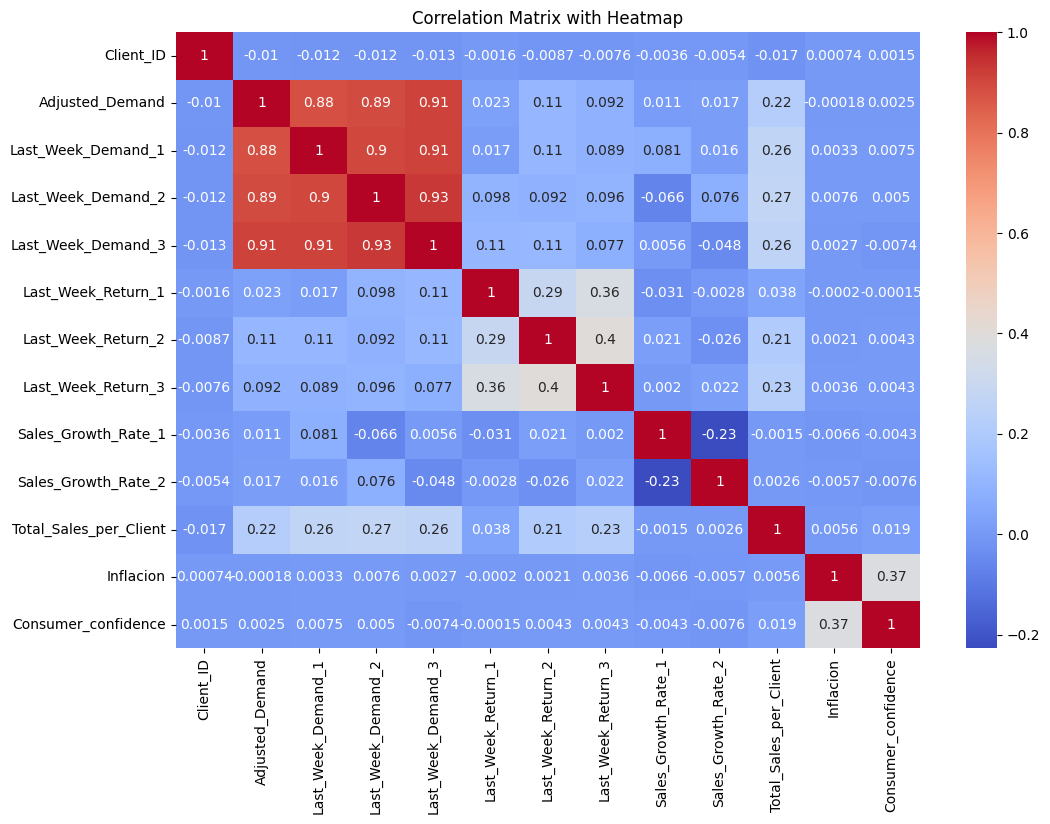 Correlation Matrix with Heatmap
Client_ID 1 -0.01 -0.012 -0.012 -0.013 -0.0016 -0.0087 -0.0076 -0.0036 -0.0054 -0.017 0.00074 0.0015
Adjusted_Demand -0.01 1 0.88 0.89 0.91 0.023 0.11 0.092 0.011 0.017 0.22 -0.00018 0.0025
Last_Week_Demand_1 -0.012 0.88 1 0.9 0.91 0.017 0.11 0.089 0.081 0.016 0.26 0.0033 0.0075
Last_Week_Demand_2 -0.012 0.89 0.9 1 0.93 0.098 0.092 0.096 -0.066 0.076 0.27 0.0076 0.005
Last_Week_Demand_3 -0.013 0.91 0.91 0.93 1 0.11 0.11 0.077 0.0056 -0.048 0.26 0.0027 -0.0074
Last_Week_Return_1 -0.0016 0.023 0.017 0.098 0.11 1 0.29 0.36 -0.031 -0.0028 0.038 -0.0002 -0.00015
Last_Week_Return_2 -0.0087 0.11 0.11 0.092 0.11 0.29 1 0.4 0.021 -0.026 0.21 0.0021 0.0043
Last_Week_Return_3 -0.0076 0.092 0.089 0.096 0.077 0.36 0.4 1 0.002 0.022 0.23 0.0036 0.0043
Sales_Growth_Rate_1 -0.0036 0.011 0.081 -0.066 0.0056 -0.031 0.021 0.002 1 -0.23 -0.0015 -0.0066 -0.0043
Sales_Growth_Rate_2 -0.0054 0.017 0.016 0.076 -0.048 -0.0028 -0.026 0.022 -0.23 1 0.0026 -0.0057 -0.0076
Total_Sales_per_Client -0.017 0.22 0.26 0.27 0.26 0.038 0.21 0.23 -0.0015 0.0026 1 0.0056 0.019
Inflacion 0.00074 -0.00018 0.0033 0.0076 0.0027 -0.0002 0.0021 0.0036 -0.0066 -0.0057 0.0056 1 0.37
Consumer_confidence 0.0015 0.0025 0.0075 0.005 -0.0074 -0.00015 0.0043 0.0043 -0.0043 -0.0076 0.019 0.37 1
Client_ID
Adjusted_Demand
Last_Week_Demand_1
Last_Week_Demand_2
Last_Week_Demand_3
Last_Week_Return_1
Last_Week_Return_2
Last_Week_Return_3
Sales_Growth_Rate_1
Sales_Growth_Rate_2
Total_Sales_per_Client
Inflacion
Consumer_confidence
1.0
0.8
0.6
0.4
0.2
0.0
−0.2